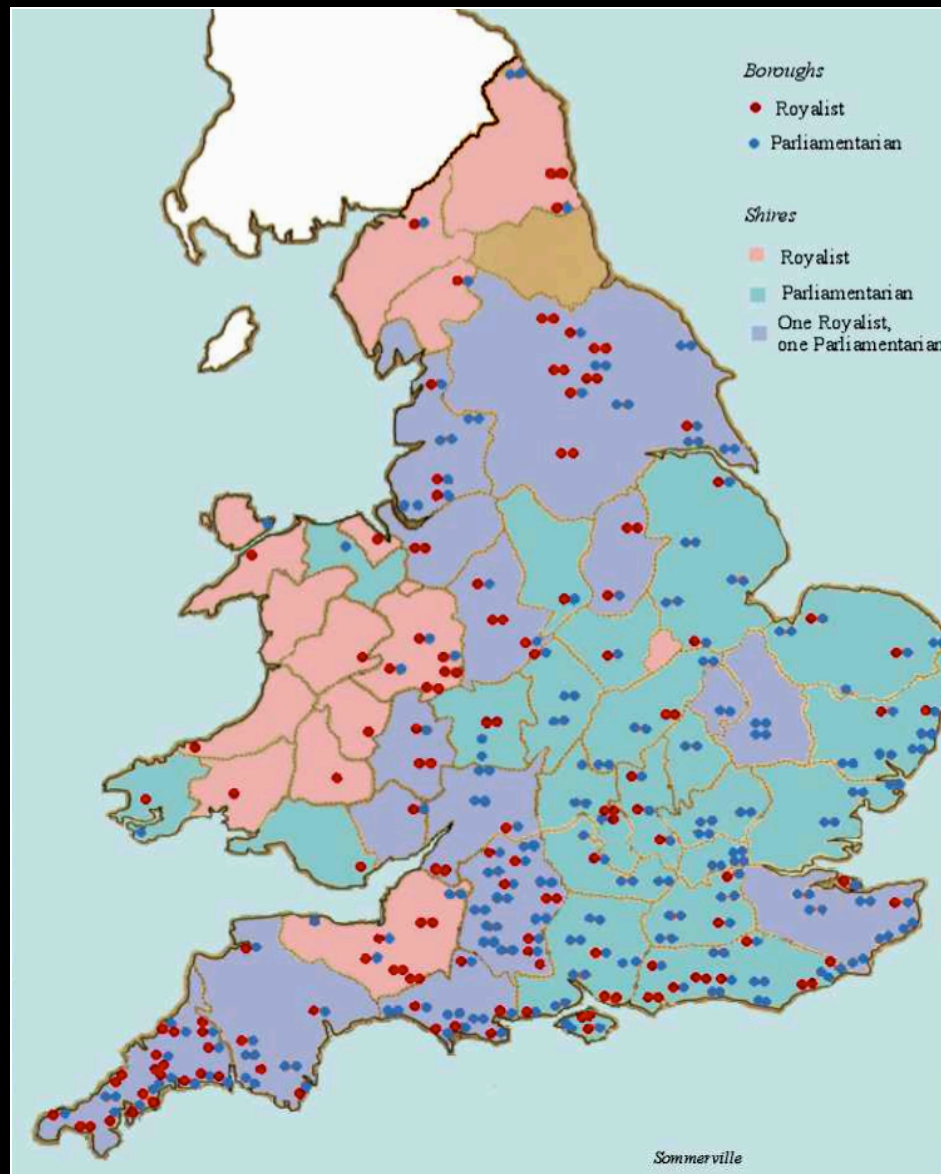 Boroughs
Royalist
Parliamentarian
Shires
Royalist
Parliamentarian
One Royalist,
one Parliamentarian
Sommerville